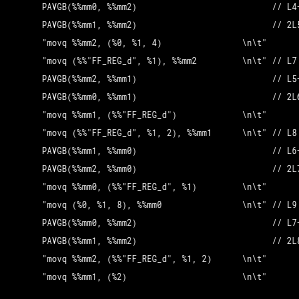 PAVGB(%%mm0, %%mm2) // L4
PAVGB(%%mm1, %%mm2) // 2L
"movq %%mm2, (%0, %1, 4) \n\t"
"movq (%%"FF_REG_d", %1), %%mm2 \n\t" // L7
PAVGB(%%mm2, %%mm1) // L5-
PAVGB(%%mm0, %%mm1) // 2L6
"movq %%mm1, (%%"FF_REG_d") \n\t"
"movq (%%"FF_REG_d", %1, 2), %%mm1 \n\t" // L8
PAVGB(%%mm1, %%mm0) // L6-
PAVGB(%%mm2, %%mm0) // 2L7
"movq %%mm0, (%%"FF_REG_d", %1) \n\t"
"movq (%0, %1, 8), %%mm0 \n\t" // L9
PAVGB(%%mm0, %%mm2) // L7-
PAVGB(%%mm1, %%mm2) // 2L
"movq %%mm2, (%%"FF_REG_d", %1, 2) \n\t"
"movq %%mm1, (%2) \n\t"